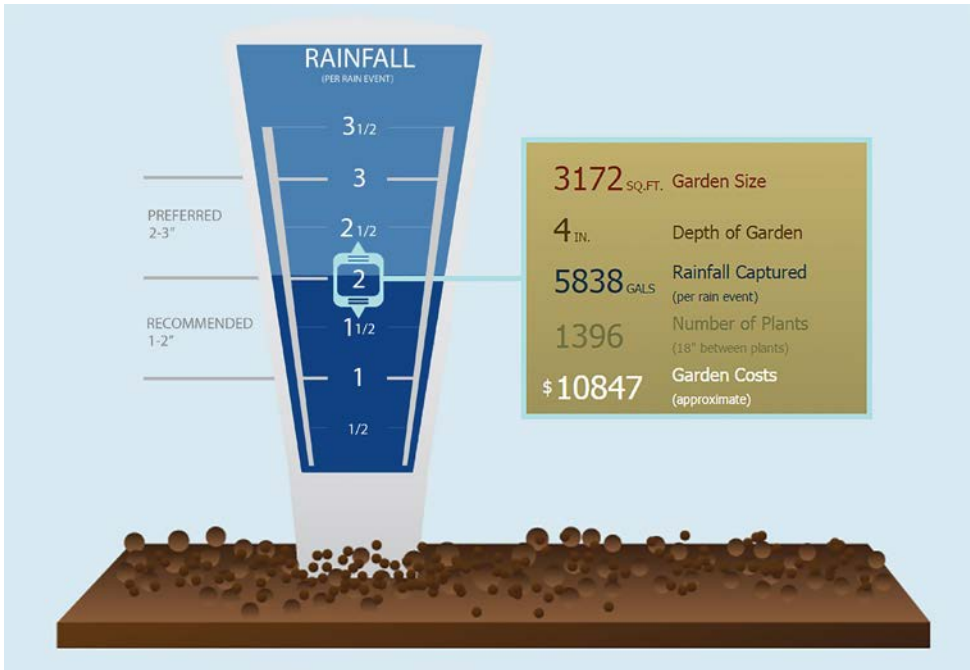 RAINFALL
(PER RAIN EVENT)
3 1/2
3
2 1/2
2
1 1/2
1
1/2
PREFERRED
2-3"
RECOMMENDED
1-2"
3172 SQ.FT. Garden Size
4 IN. Depth of Garden
5838 GALS Rainfall Captured
(per rain event)
1396 Number of Plants
(18" between plants)
$10847 Garden Costs
(approximate)